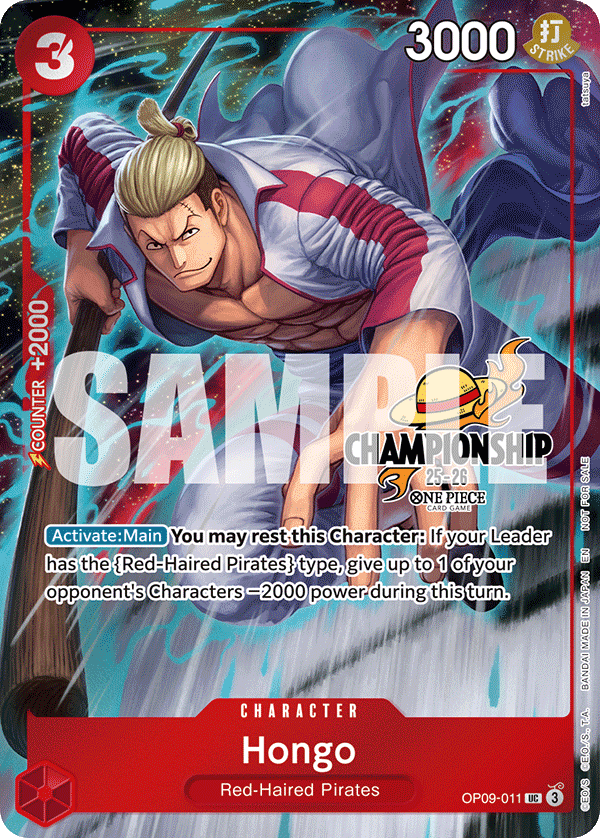 3
3000
打
STRIKE
tatsuya
COUNTER +2000
SAMPLE
CHAMPIONSHIP
25-26
ONE PIECE
CARD GAME
Activate:Main You may rest this Character: If your Leader
has the {Red-Haired Pirates} type, give up to 1 of your
opponent's Characters −2000 power during this turn.
©E/S ©E.O./S., T.A. BANDAI MADE IN JAPAN EN NOT FOR SALE
CHARACTER
Hongo
Red-Haired Pirates
OP09-011 UC 3